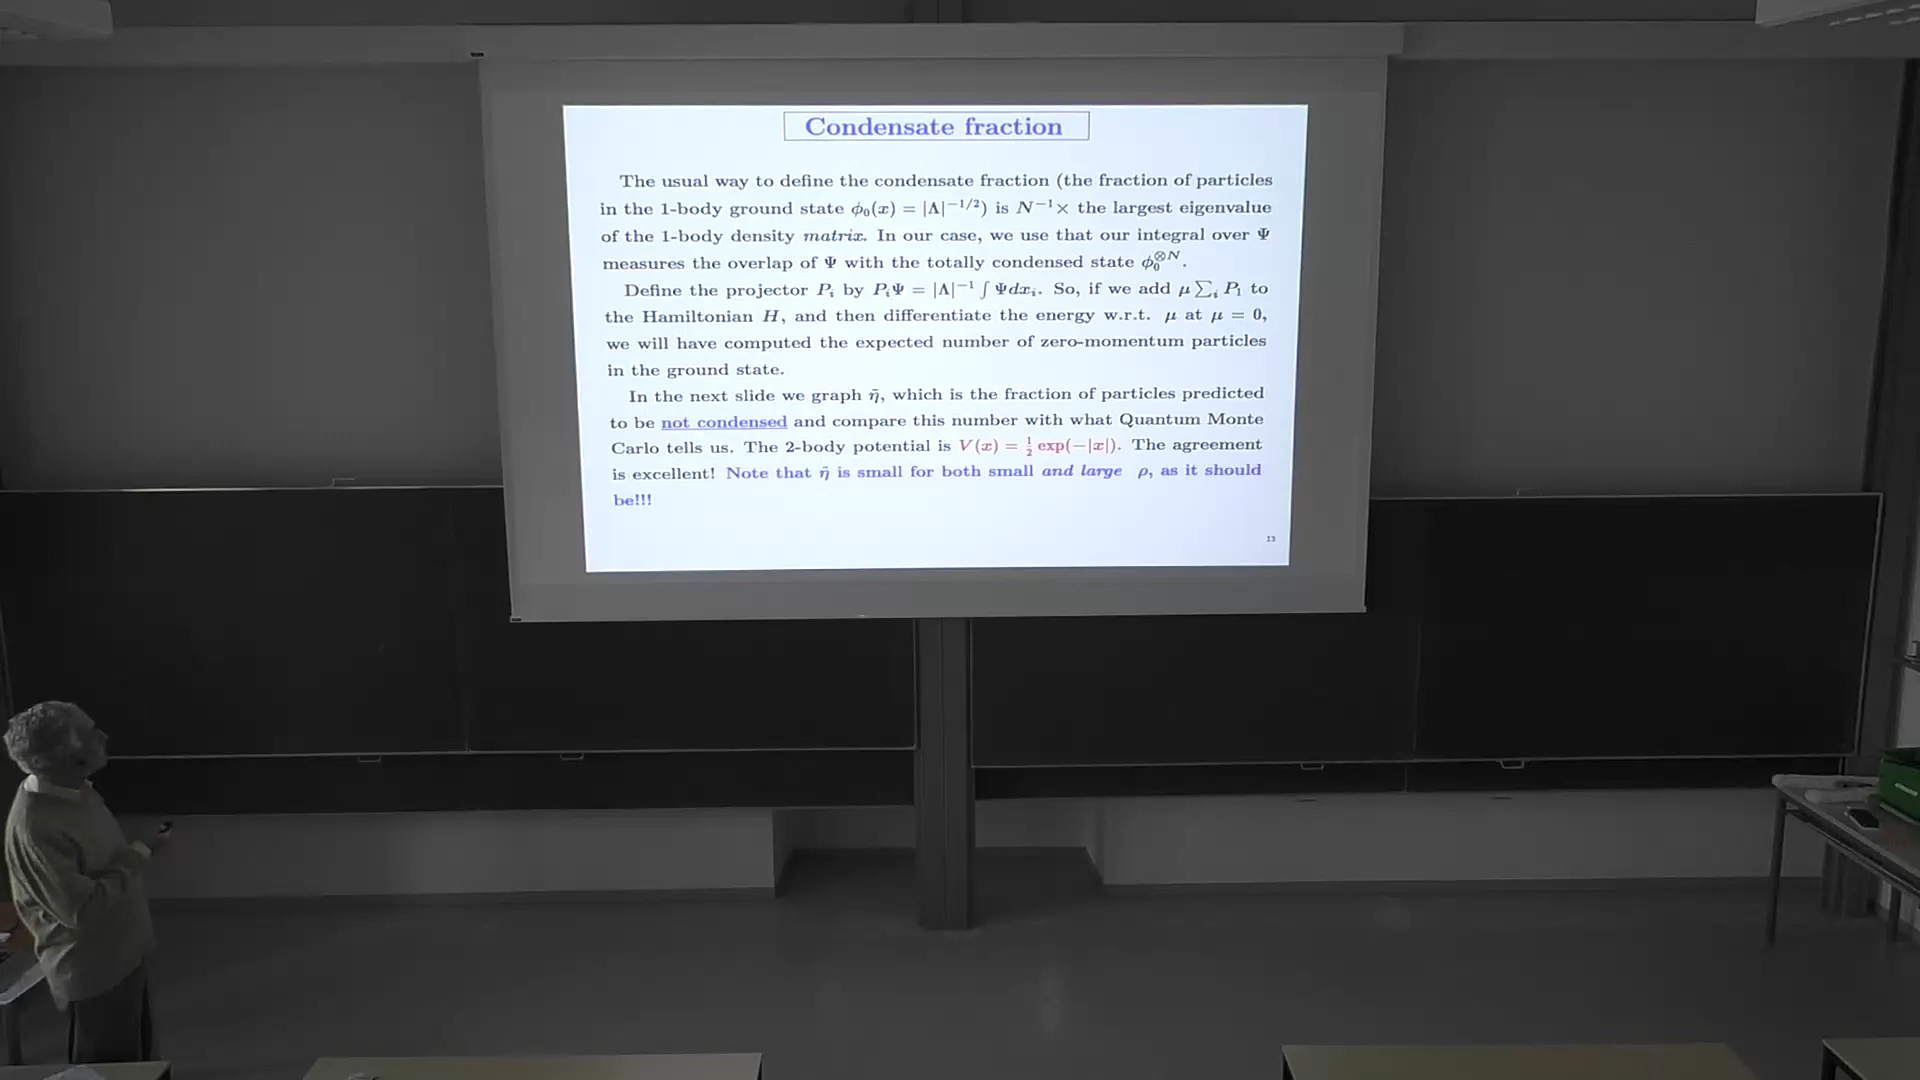 Condensate fraction
The usual way to define the condensate fraction (the fraction of particles
in the 1-body ground state ϕ₀(x) = |Λ|^{−1/2}) is N^{−1}× the largest eigenvalue
of the 1-body density matrix. In our case, we use that our integral over Ψ
measures the overlap of Ψ with the totally condensed state ϕ₀^{⊗N}.
Define the projector Pᵢ by PᵢΨ = |Λ|^{−1} ∫ Ψdxᵢ. So, if we add μ∑ᵢ P₁ to
the Hamiltonian H, and then differentiate the energy w.r.t. μ at μ = 0,
we will have computed the expected number of zero-momentum particles
in the ground state.
In the next slide we graph η̄, which is the fraction of particles predicted
to be not condensed and compare this number with what Quantum Monte
Carlo tells us. The 2-body potential is V(x) = ½ exp(−|x|). The agreement
is excellent! Note that η̄ is small for both small and large ρ, as it should
be!!!
13